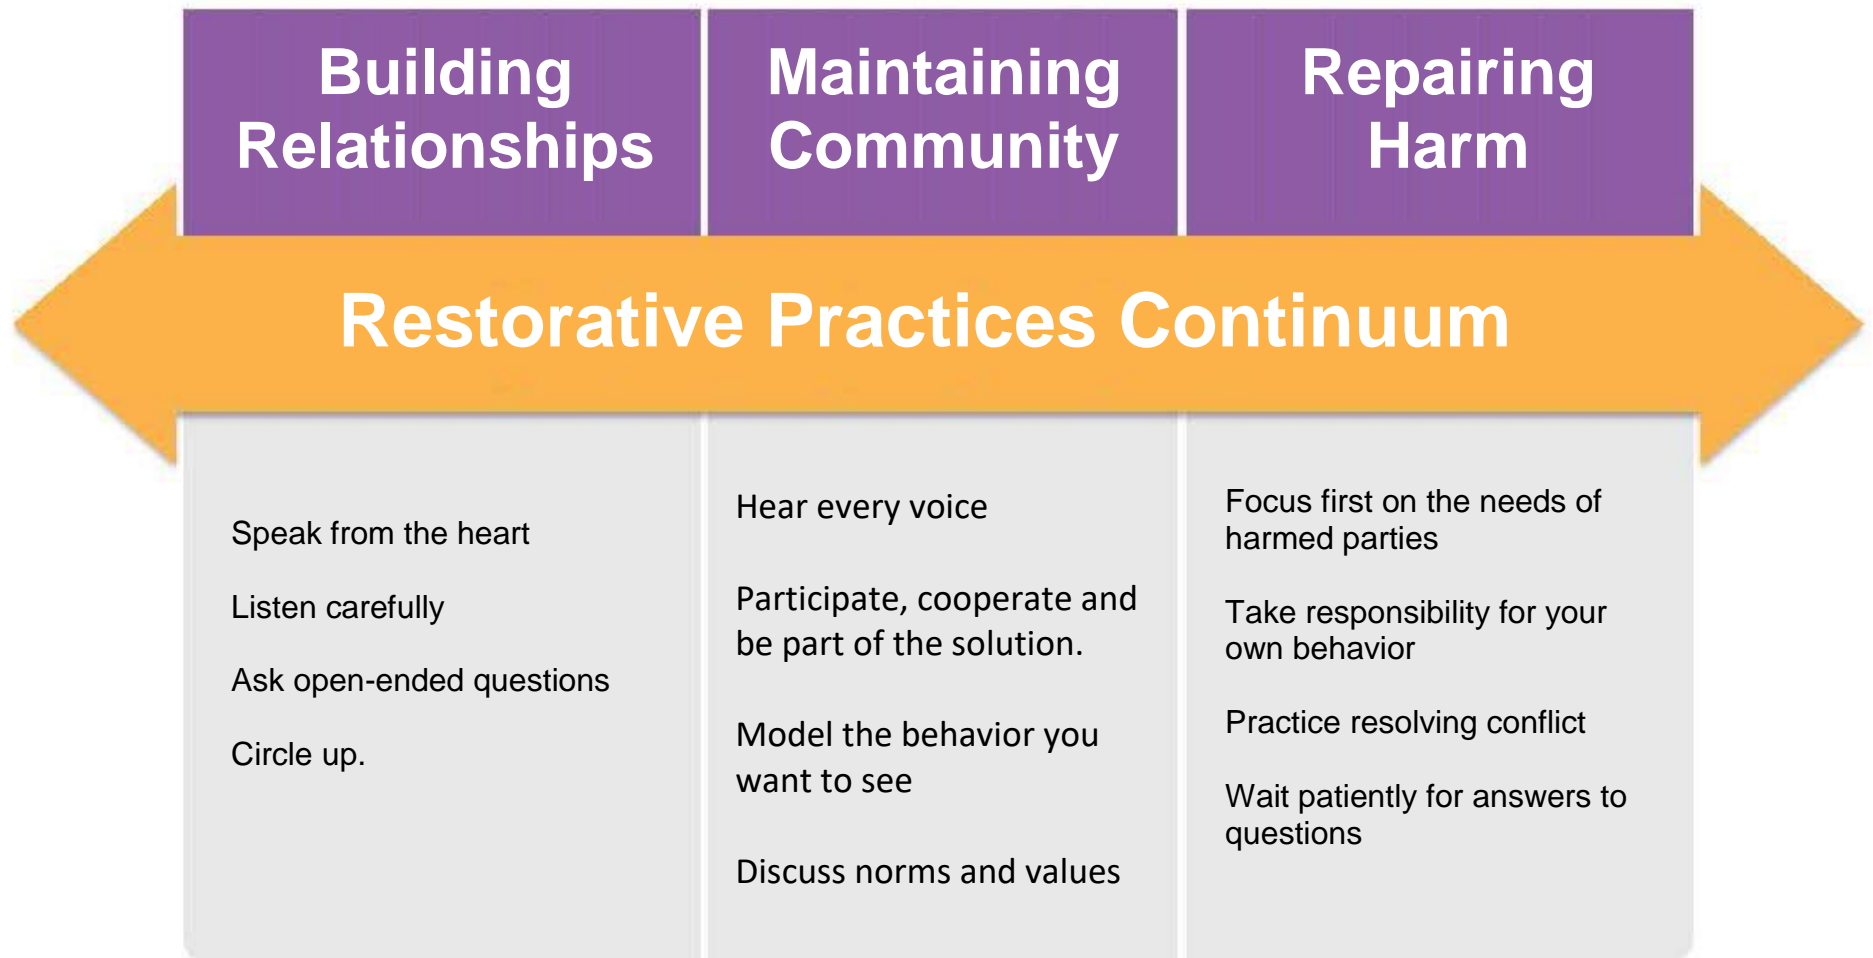 Building
Relationships
Maintaining
Community
Repairing
Harm
Restorative Practices Continuum
Speak from the heart
Listen carefully
Ask open-ended questions
Circle up.
Hear every voice
Participate, cooperate and
be part of the solution.
Model the behavior you
want to see
Discuss norms and values
Focus first on the needs of
harmed parties
Take responsibility for your
own behavior
Practice resolving conflict
Wait patiently for answers to
questions